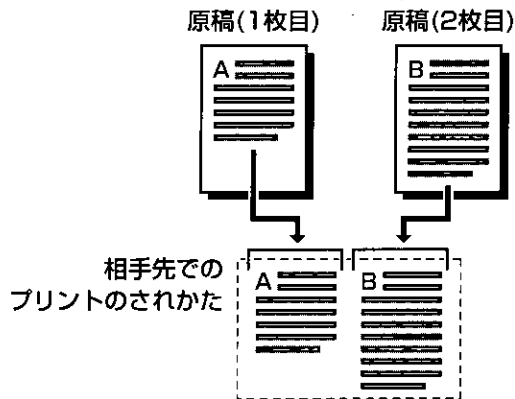 原稿(1枚目)
原稿(2枚目)
A
B
相手先での
プリントのされかた
A
B